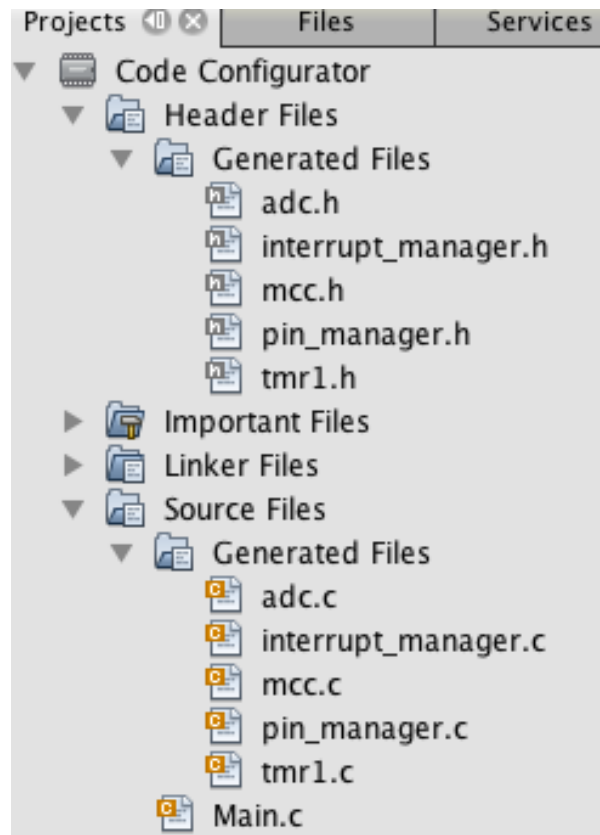 Projects Files Services
Code Configurator
Header Files
Generated Files
adc.h
interrupt_manager.h
mcc.h
pin_manager.h
tmr1.h
Important Files
Linker Files
Source Files
Generated Files
adc.c
interrupt_manager.c
mcc.c
pin_manager.c
tmr1.c
Main.c